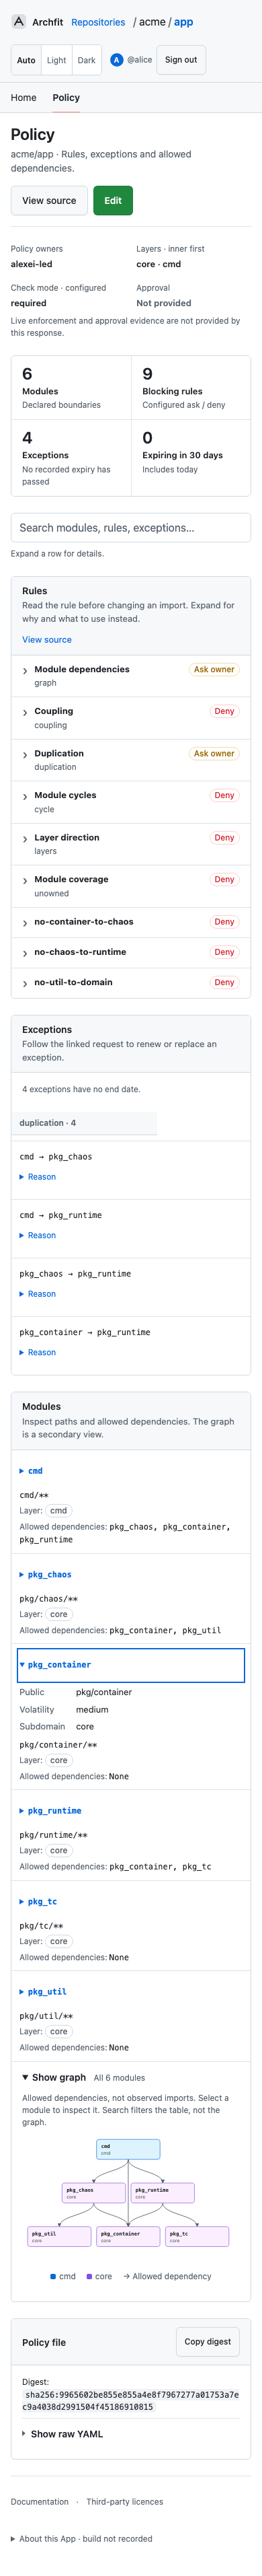 Archfit Repositories / acme / app
Auto Light Dark A @alice Sign out
Home Policy
Policy
acme/app · Rules, exceptions and allowed
dependencies.
View source Edit
Policy owners Layers · inner first
alexei-led core · cmd
Check mode · configured Approval
required Not provided
Live enforcement and approval evidence are not provided by
this response.
6 9
Modules Blocking rules
Declared boundaries Configured ask / deny
4 0
Exceptions Expiring in 30 days
No recorded expiry has Includes today
passed
Search modules, rules, exceptions...
Expand a row for details.
Rules
Read the rule before changing an import. Expand for
why and what to use instead.
View source
Module dependencies Ask owner
graph
Coupling Deny
coupling
Duplication Ask owner
duplication
Module cycles Deny
cycle
Layer direction Deny
layers
Module coverage Deny
unowned
no-container-to-chaos Deny
no-chaos-to-runtime Deny
no-util-to-domain Deny
Exceptions
Follow the linked request to renew or replace an
exception.
4 exceptions have no end date.
duplication · 4
cmd → pkg_chaos
Reason
cmd → pkg_runtime
Reason
pkg_chaos → pkg_runtime
Reason
pkg_container → pkg_runtime
Reason
Modules
Inspect paths and allowed dependencies. The graph
is a secondary view.
cmd
cmd/**
Layer: cmd
Allowed dependencies: pkg_chaos, pkg_container,
pkg_runtime
pkg_chaos
pkg/chaos/**
Layer: core
Allowed dependencies: pkg_container, pkg_util
pkg_container
Public pkg/container
Volatility medium
Subdomain core
pkg/container/**
Layer: core
Allowed dependencies: None
pkg_runtime
pkg/runtime/**
Layer: core
Allowed dependencies: pkg_container, pkg_tc
pkg_tc
pkg/tc/**
Layer: core
Allowed dependencies: None
pkg_util
pkg/util/**
Layer: core
Allowed dependencies: None
Show graph All 6 modules
Allowed dependencies, not observed imports. Select a
module to inspect it. Search filters the table, not the
graph.
cmd
cmd
pkg_chaos pkg_runtime
core core
pkg_util pkg_container pkg_tc
core core core
cmd core → Allowed dependency
Policy file Copy digest
Digest:
sha256:9965602be855e855a4e8f7967277a01753a7e
c9a4038d2991504f45186910815
Show raw YAML
Documentation · Third-party licences
About this App · build not recorded